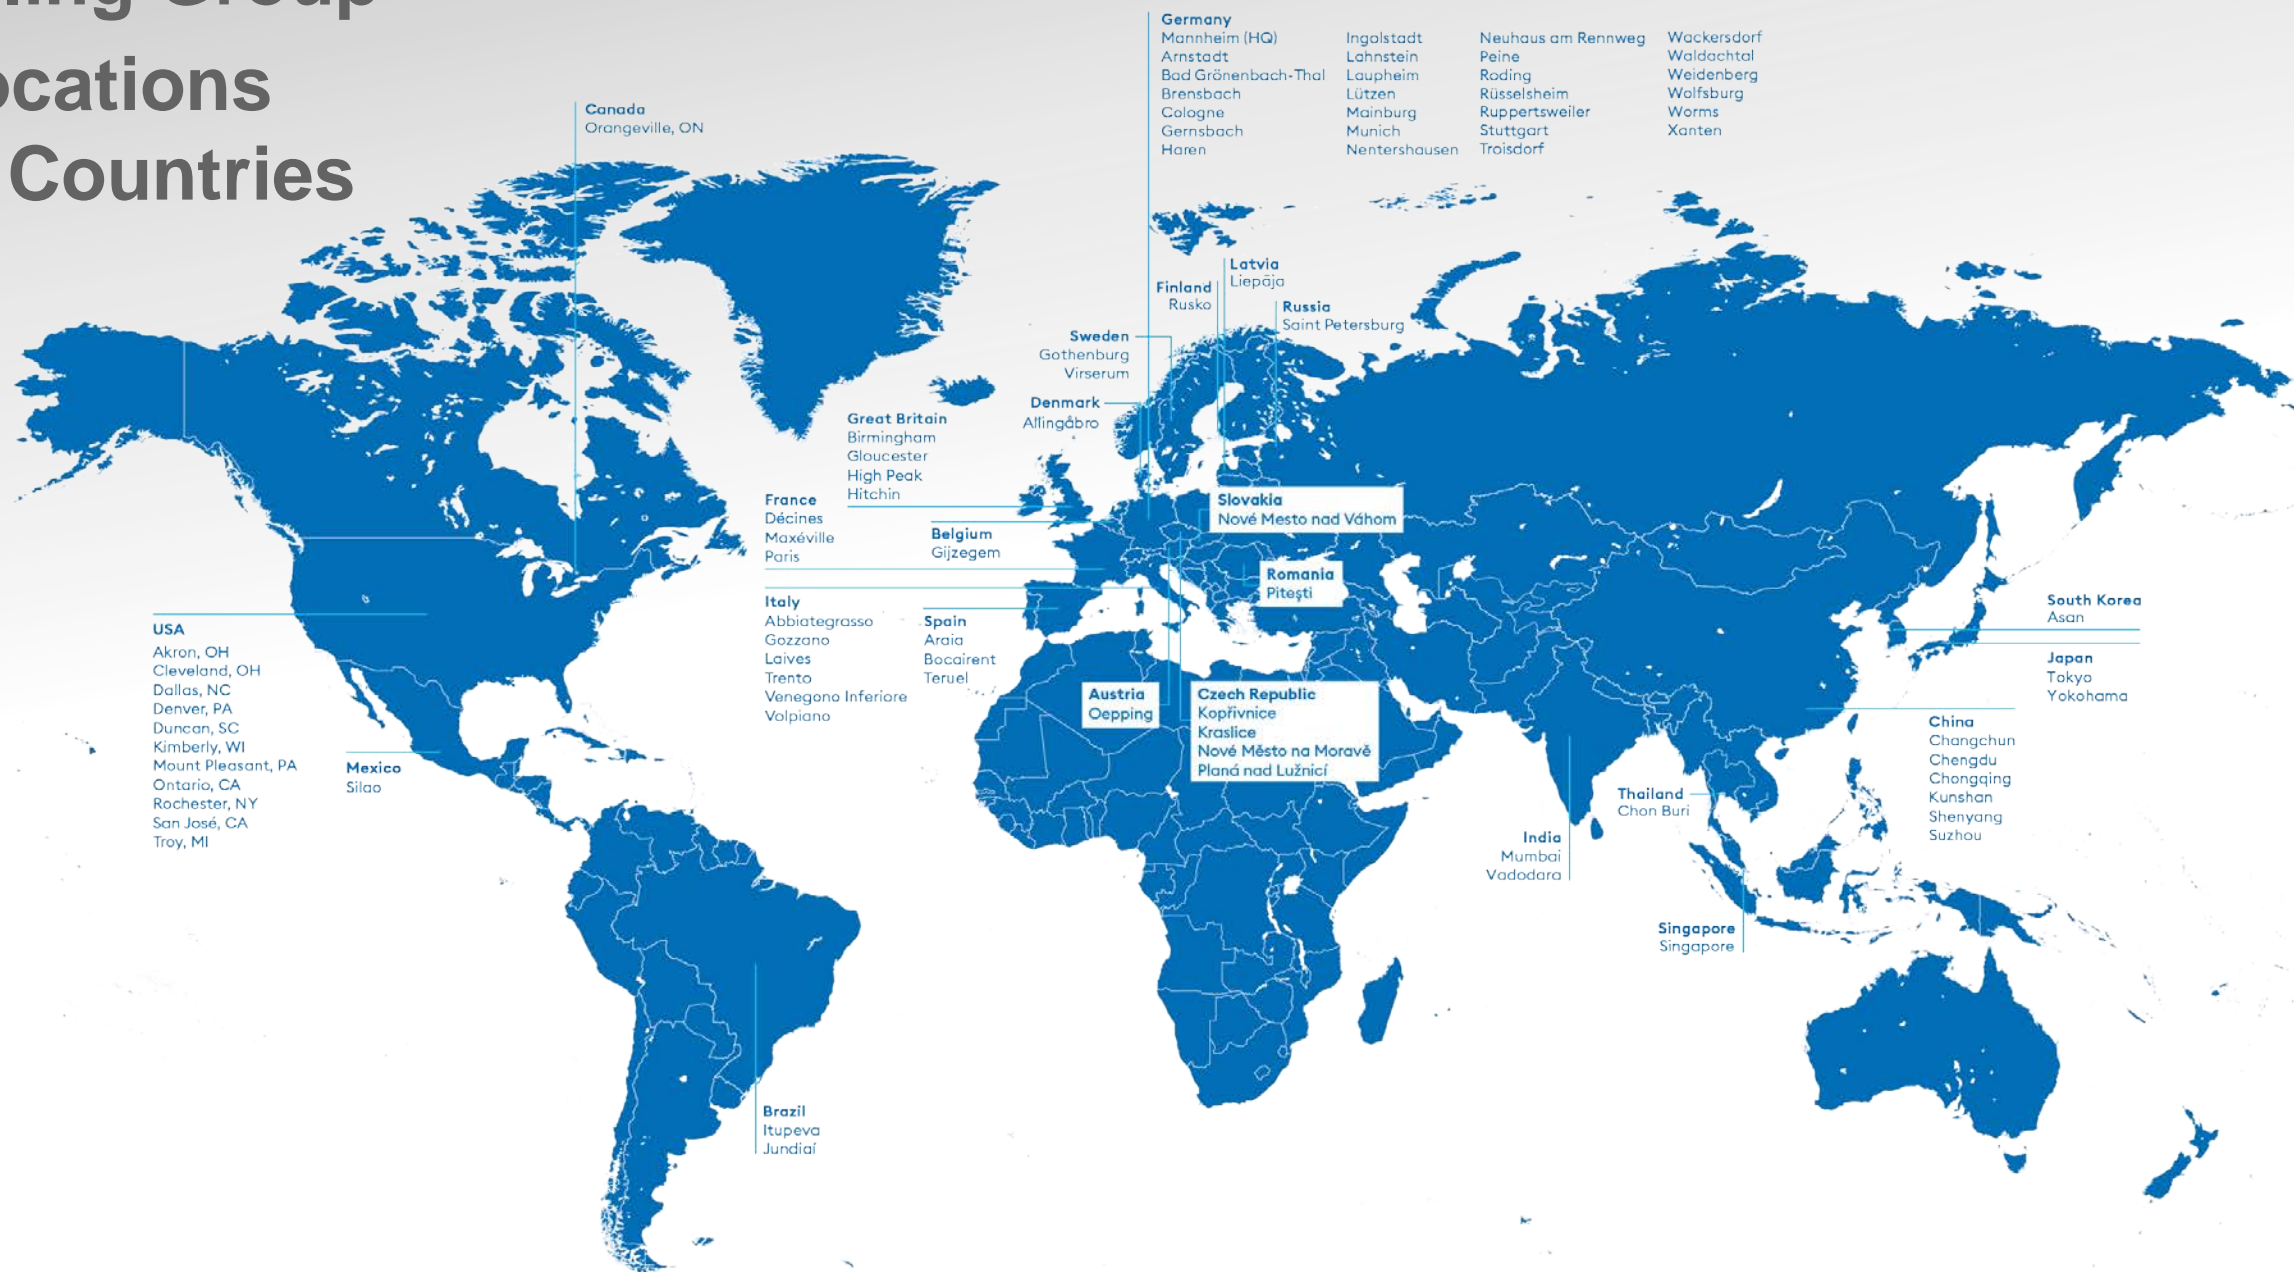 Group
ocations
Countries
Germany
Mannheim (HQ)
Arnstadt
Bad Grönenbach-Thal
Brensbach
Cologne
Gernsbach
Haren
Ingolstadt
Lahnstein
Laupheim
Lützen
Mainburg
Munich
Nentershausen
Neuhaus am Rennweg
Peine
Roding
Rüsselsheim
Ruppertsweiler
Stuttgart
Troisdorf
Wackersdorf
Waldachtal
Weidenberg
Wolfsburg
Worms
Xanten
Canada
Orangeville, ON
Latvia
Liepāja
Finland
Rusko
Russia
Saint Petersburg
Sweden
Gothenburg
Virserum
Denmark
Allingåbro
Great Britain
Birmingham
Gloucester
High Peak
Hitchin
France
Décines
Maxéville
Paris
Belgium
Gijzegem
Slovakia
Nové Mesto nad Váhom
Romania
Piteşti
Italy
Abbiategrasso
Gozzano
Laives
Trento
Venegono Inferiore
Volpiano
Spain
Araia
Bocairent
Teruel
Austria
Oepping
Czech Republic
Kopřivnice
Kraslice
Nové Město na Moravě
Planá nad Lužnicí
USA
Akron, OH
Cleveland, OH
Dallas, NC
Denver, PA
Duncan, SC
Kimberly, WI
Mount Pleasant, PA
Ontario, CA
Rochester, NY
San José, CA
Troy, MI
Mexico
Silao
South Korea
Asan
Japan
Tokyo
Yokohama
China
Changchun
Chengdu
Chongqing
Kunshan
Shenyang
Suzhou
Thailand
Chon Buri
India
Mumbai
Vadodara
Singapore
Singapore
Brazil
Itupeva
Jundiaí